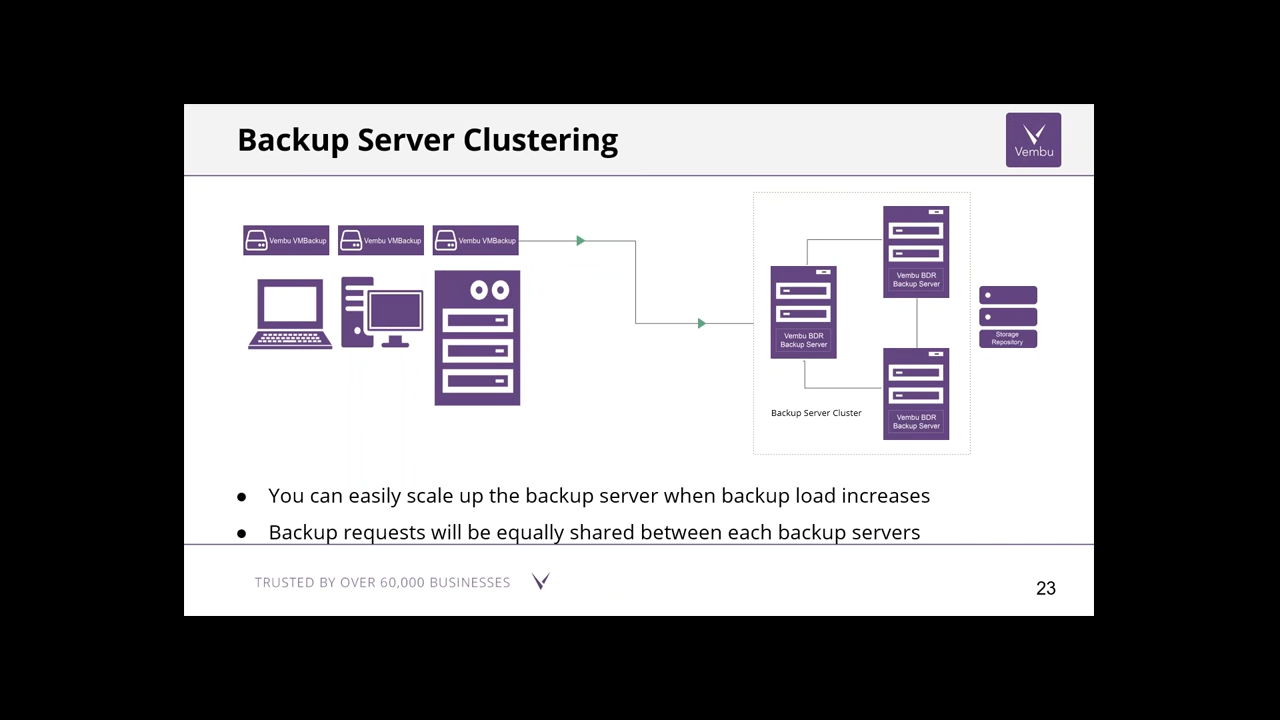 Backup Server Clustering
Vembu
Vembu VMBackup
Vembu VMBackup
Vembu VMBackup
Vembu BDR
Backup Server
Vembu BDR
Backup Server
Storage
Repository
Vembu BDR
Backup Server
Backup Server Cluster
● You can easily scale up the backup server when backup load increases
● Backup requests will be equally shared between each backup servers
TRUSTED BY OVER 60,000 BUSINESSES
23